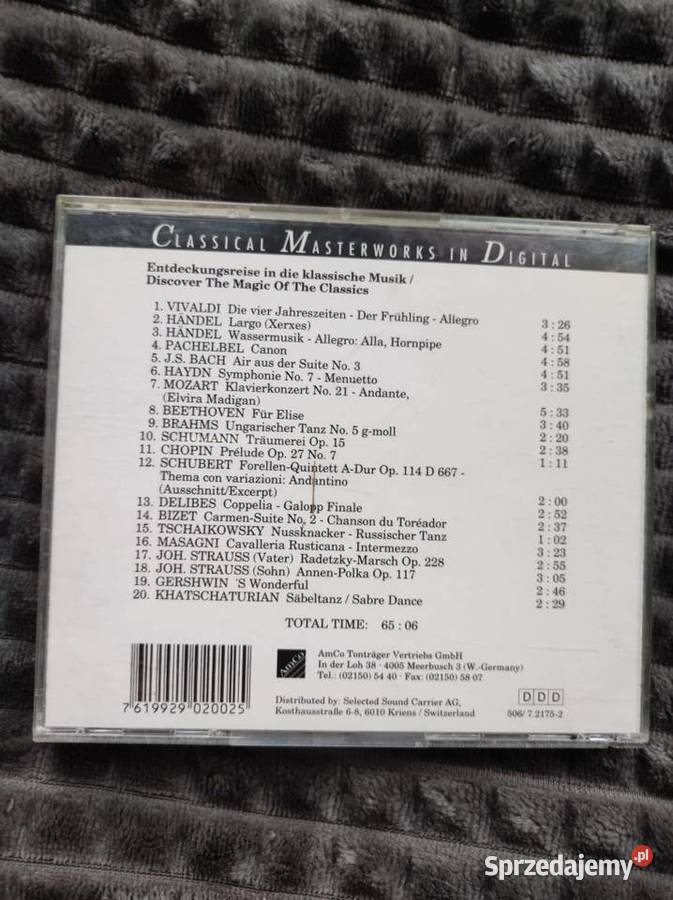 CLASSICAL MASTERWORKS IN DIGITAL
Entdeckungsreise in die klassische Musik /
Discover The Magic Of The Classics
1. VIVALDI Die vier Jahreszeiten - Der Frühling - Allegro 3 : 26
2. HÄNDEL Largo (Xerxes) 4 : 54
3. HÄNDEL Wassermusik - Allegro: Alla, Hornpipe 4 : 51
4. PACHELBEL Canon 4 : 58
5. J.S. BACH Air aus der Suite No. 3 4 : 51
6. HAYDN Symphonie No. 7 - Menuetto 3 : 35
7. MOZART Klavierkonzert No. 21 - Andante,
(Elvira Madigan) 5 : 33
8. BEETHOVEN Für Elise 3 : 40
9. BRAHMS Ungarischer Tanz No. 5 g-moll 2 : 20
10. SCHUMANN Träumerei Op. 15 2 : 38
11. CHOPIN Prélude Op. 27 No. 7 1 : 11
12. SCHUBERT Forellen-Quintett A-Dur Op. 114 D 667 -
Thema con variazioni: Andantino
(Ausschnitt/Excerpt) 2 : 00
13. DELIBES Coppelia - Galopp Finale 2 : 52
14. BIZET Carmen-Suite No. 2 - Chanson du Toréador 2 : 37
15. TSCHAIKOWSKY Nussknacker - Russischer Tanz 1 : 02
16. MASAGNI Cavalleria Rusticana - Intermezzo 3 : 23
17. JOH. STRAUSS (Vater) Radetzky-Marsch Op. 228 2 : 55
18. JOH. STRAUSS (Sohn) Annen-Polka Op. 117 3 : 05
19. GERSHWIN 'S Wonderful 2 : 46
20. KHATSCHATURIAN Säbeltanz / Sabre Dance 2 : 29
TOTAL TIME: 65 : 06
AmCo
AmCo Tonträger Vertriebs GmbH
In der Loh 38 · 4005 Meerbusch 3 (W.-Germany)
Tel.: (02150) 54 40 · Fax: (02150) 58 07
7 619929 020025
Distributed by: Selected Sound Carrier AG,
Kosthausstraße 6-8, 6010 Kriens / Switzerland
D D D
506/ 7.2175-2
Sprzedajemy.pl